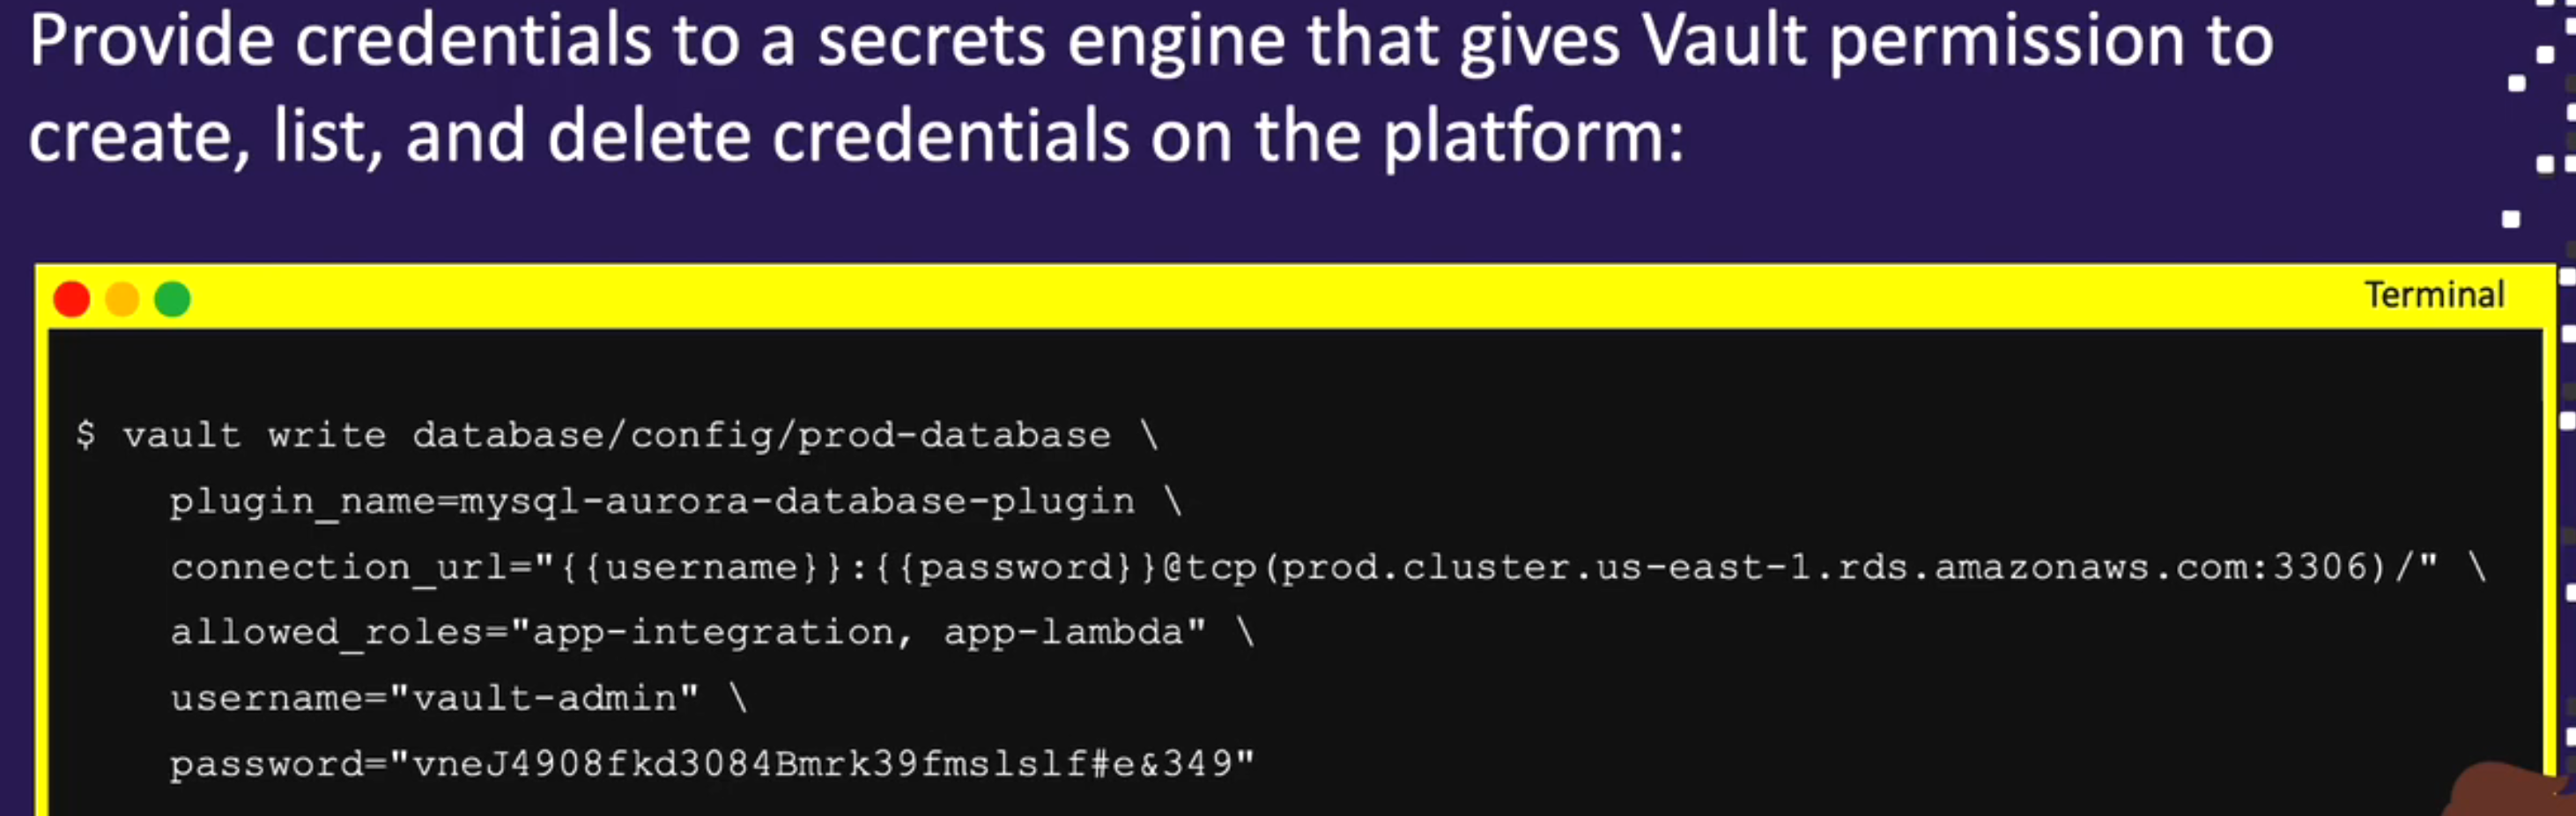 Provide credentials to a secrets engine that gives Vault permission to
create, list, and delete credentials on the platform:
Terminal
$ vault write database/config/prod-database \
plugin_name=mysql-aurora-database-plugin \
connection_url="{{username}}:{{password}}@tcp(prod.cluster.us-east-1.rds.amazonaws.com:3306)/" \
allowed_roles="app-integration, app-lambda" \
username="vault-admin" \
password="vneJ4908fkd3084Bmrk39fmslslf#e&349"